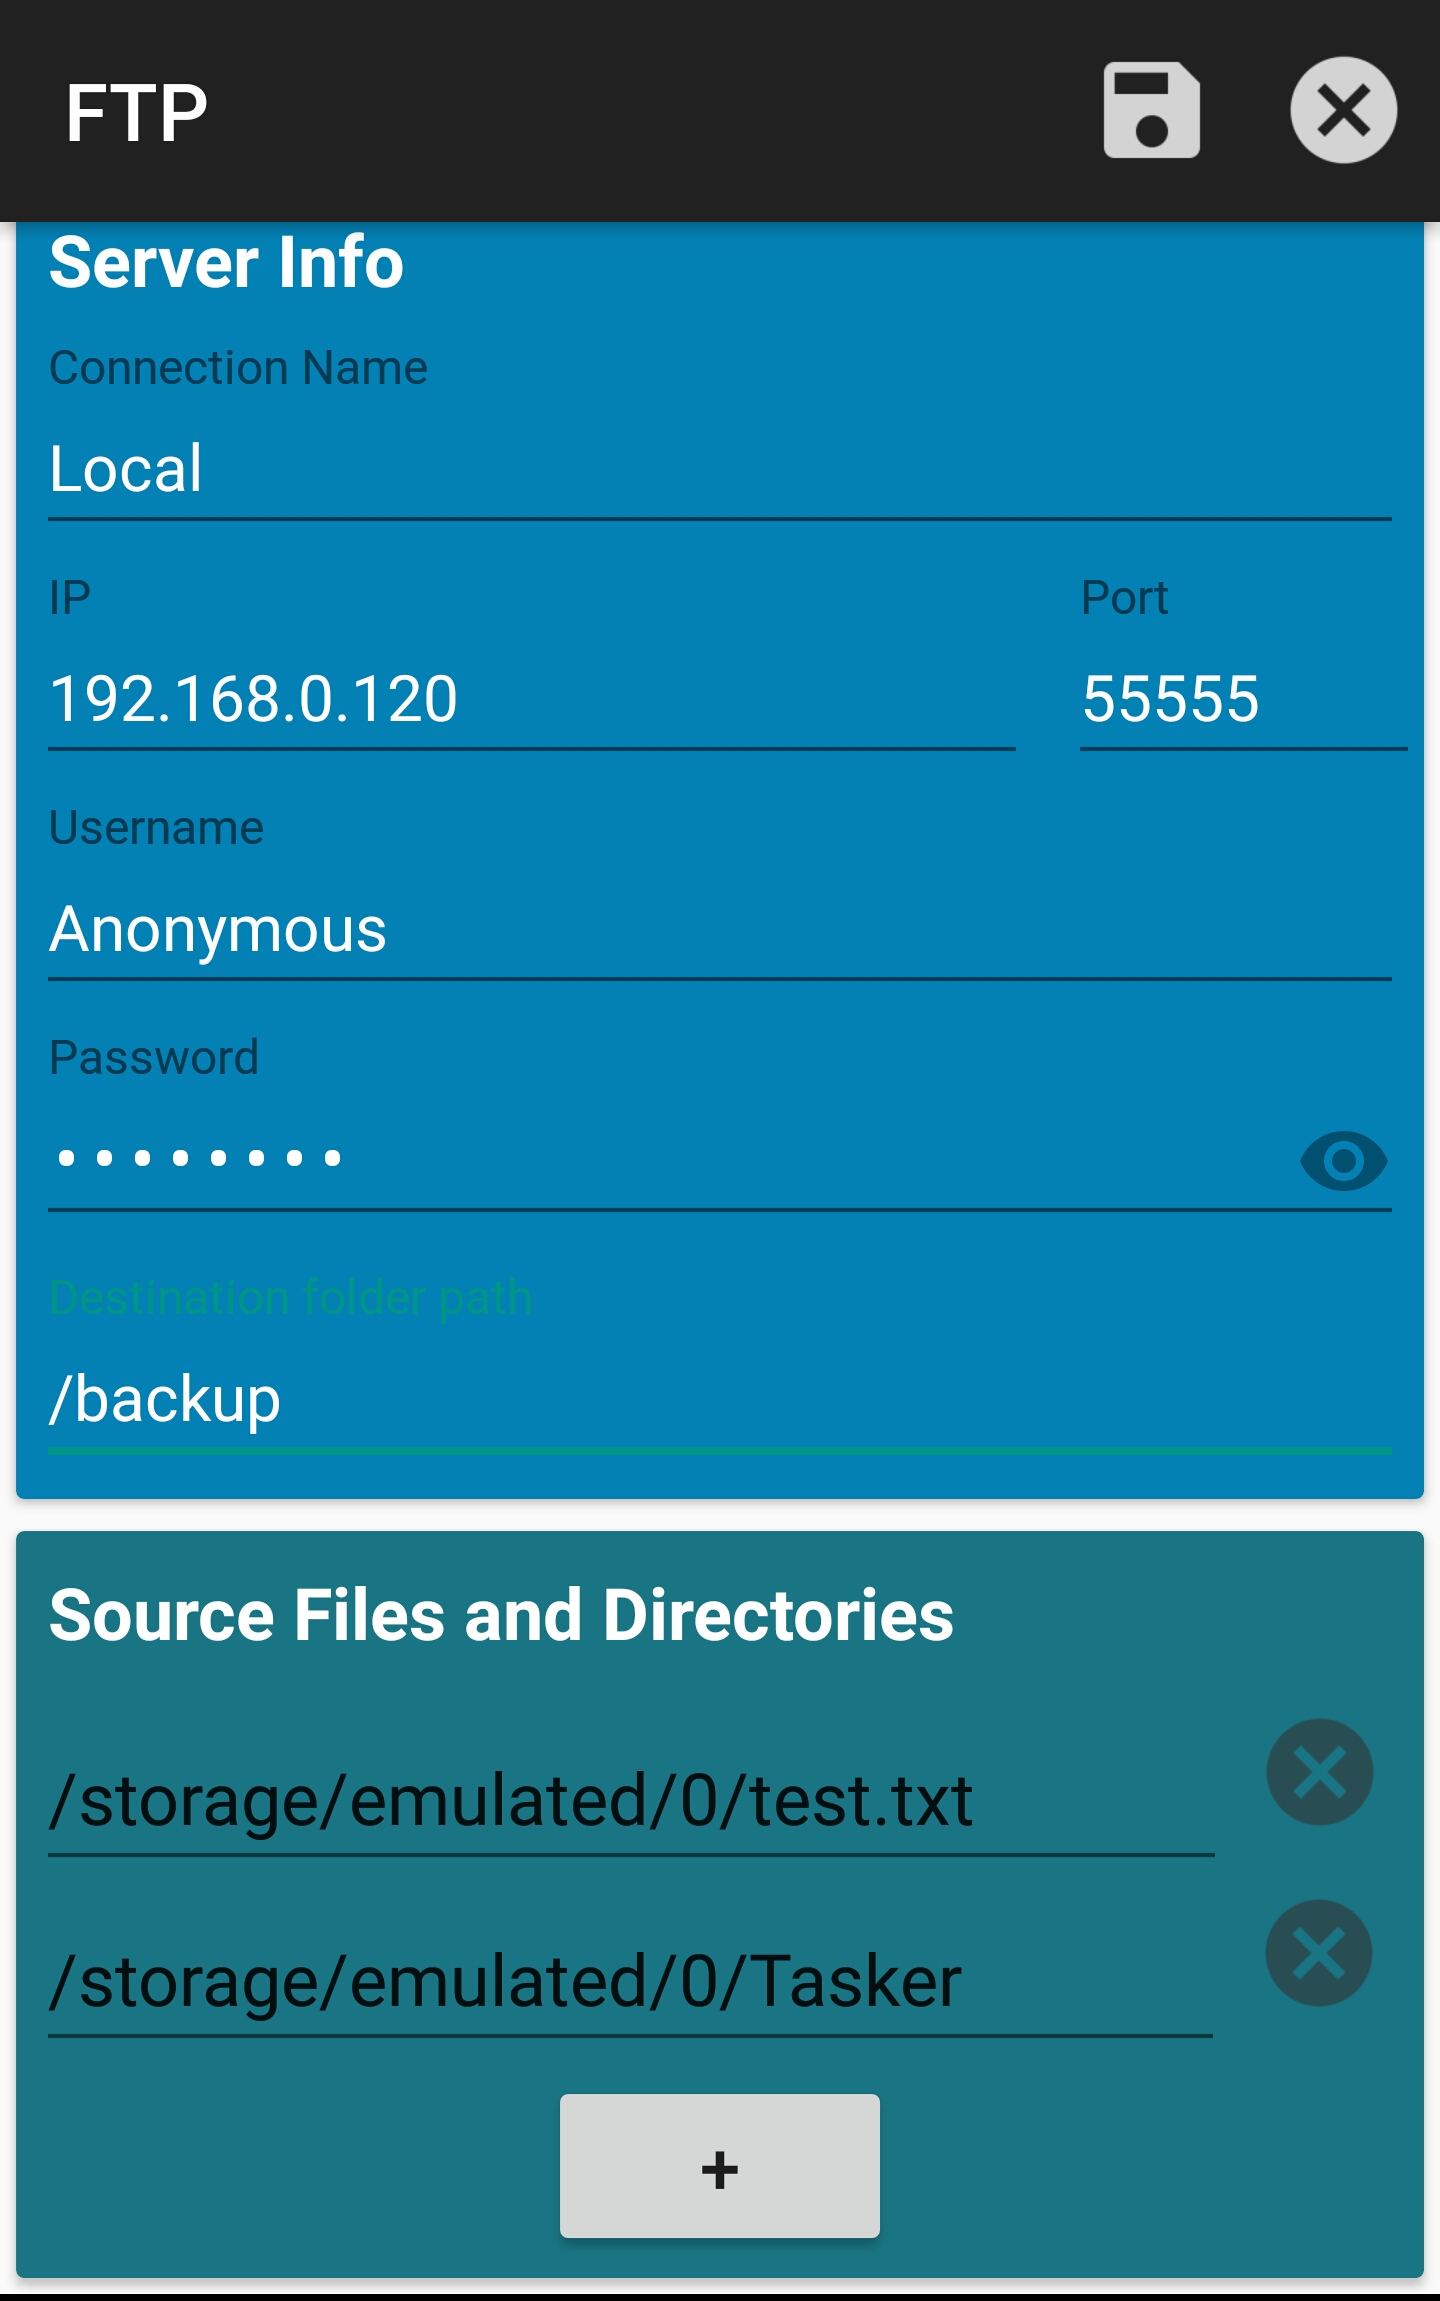 FTP
Server Info
Connection Name
Local
IP Port
192.168.0.120 55555
Username
Anonymous
Password
••••••••
Destination folder path
/backup
Source Files and Directories
/storage/emulated/0/test.txt
/storage/emulated/0/Tasker
+